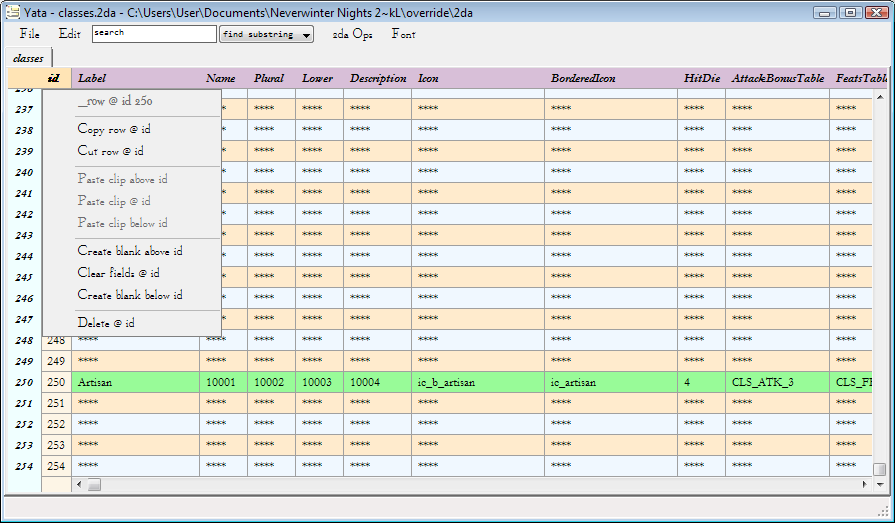 Yata - classes.2da - C:\Users\User\Documents\Neverwinter Nights 2~kL\override\2da
File Edit search find substring 2da Ops Font
classes
id Label Name Plural Lower Description Icon BorderedIcon HitDie AttackBonusTable FeatsTable
236
__row @ id 250
237 **** **** **** **** **** **** **** **** ****
Copy row @ id
238 **** **** **** **** **** **** **** **** ****
Cut row @ id
239 **** **** **** **** **** **** **** **** ****
240 **** **** **** **** **** **** **** **** ****
Paste clip above id
241 **** **** **** **** **** **** **** **** ****
Paste clip @ id
242 **** **** **** **** **** **** **** **** ****
Paste clip below id
243 **** **** **** **** **** **** **** **** ****
Create blank above id
244 **** **** **** **** **** **** **** **** ****
Clear fields @ id
245 **** **** **** **** **** **** **** **** ****
Create blank below id
246 **** **** **** **** **** **** **** **** ****
247 **** **** **** **** **** **** **** **** ****
Delete @ id
248 248 **** **** **** **** **** **** **** **** **** ****
249 249 **** **** **** **** **** **** **** **** **** ****
250 250 Artisan 10001 10002 10003 10004 ic_b_artisan ic_artisan 4 CLS_ATK_3 CLS_FE
251 251 **** **** **** **** **** **** **** **** **** ****
252 252 **** **** **** **** **** **** **** **** **** ****
253 253 **** **** **** **** **** **** **** **** **** ****
254 254 **** **** **** **** **** **** **** **** **** ****